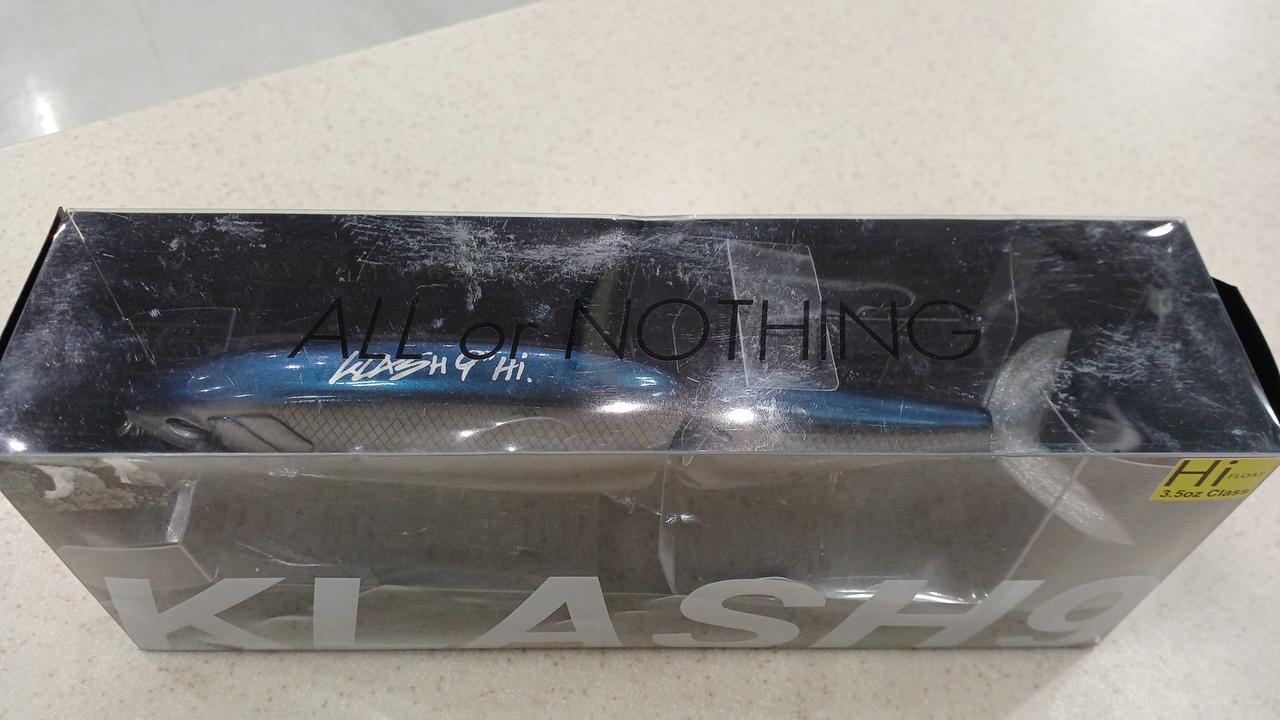 ALL or NOTHING
KLASH9 Hi.
Hi FLOAT
3.5oz Class
KLASH9